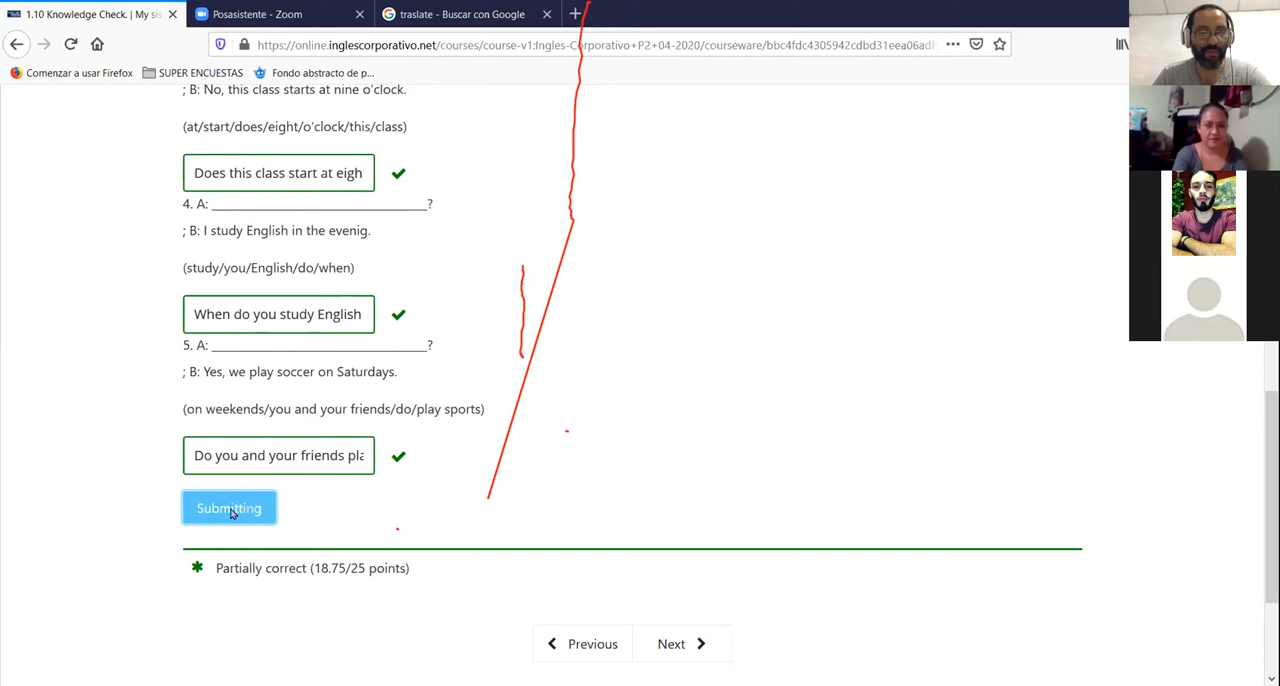 1.10 Knowledge Check. | My sis
Posasistente - Zoom
traslate - Buscar con Google
https://online.inglescorporativo.net/courses/course-v1:Ingles-Corporativo+P2+04-2020/courseware/bbc4fdc4305942cdbd31eea06adf
Comenzar a usar Firefox
SUPER ENCUESTAS
Fondo abstracto de p...
; B: No, this class starts at nine o'clock.
(at/start/does/eight/o'clock/this/class)
Does this class start at eigh
4. A: ______________________________?
; B: I study English in the evenig.
(study/you/English/do/when)
When do you study English
5. A: ______________________________?
; B: Yes, we play soccer on Saturdays.
(on weekends/you and your friends/do/play sports)
Do you and your friends pla
Submitting
Partially correct (18.75/25 points)
Previous
Next